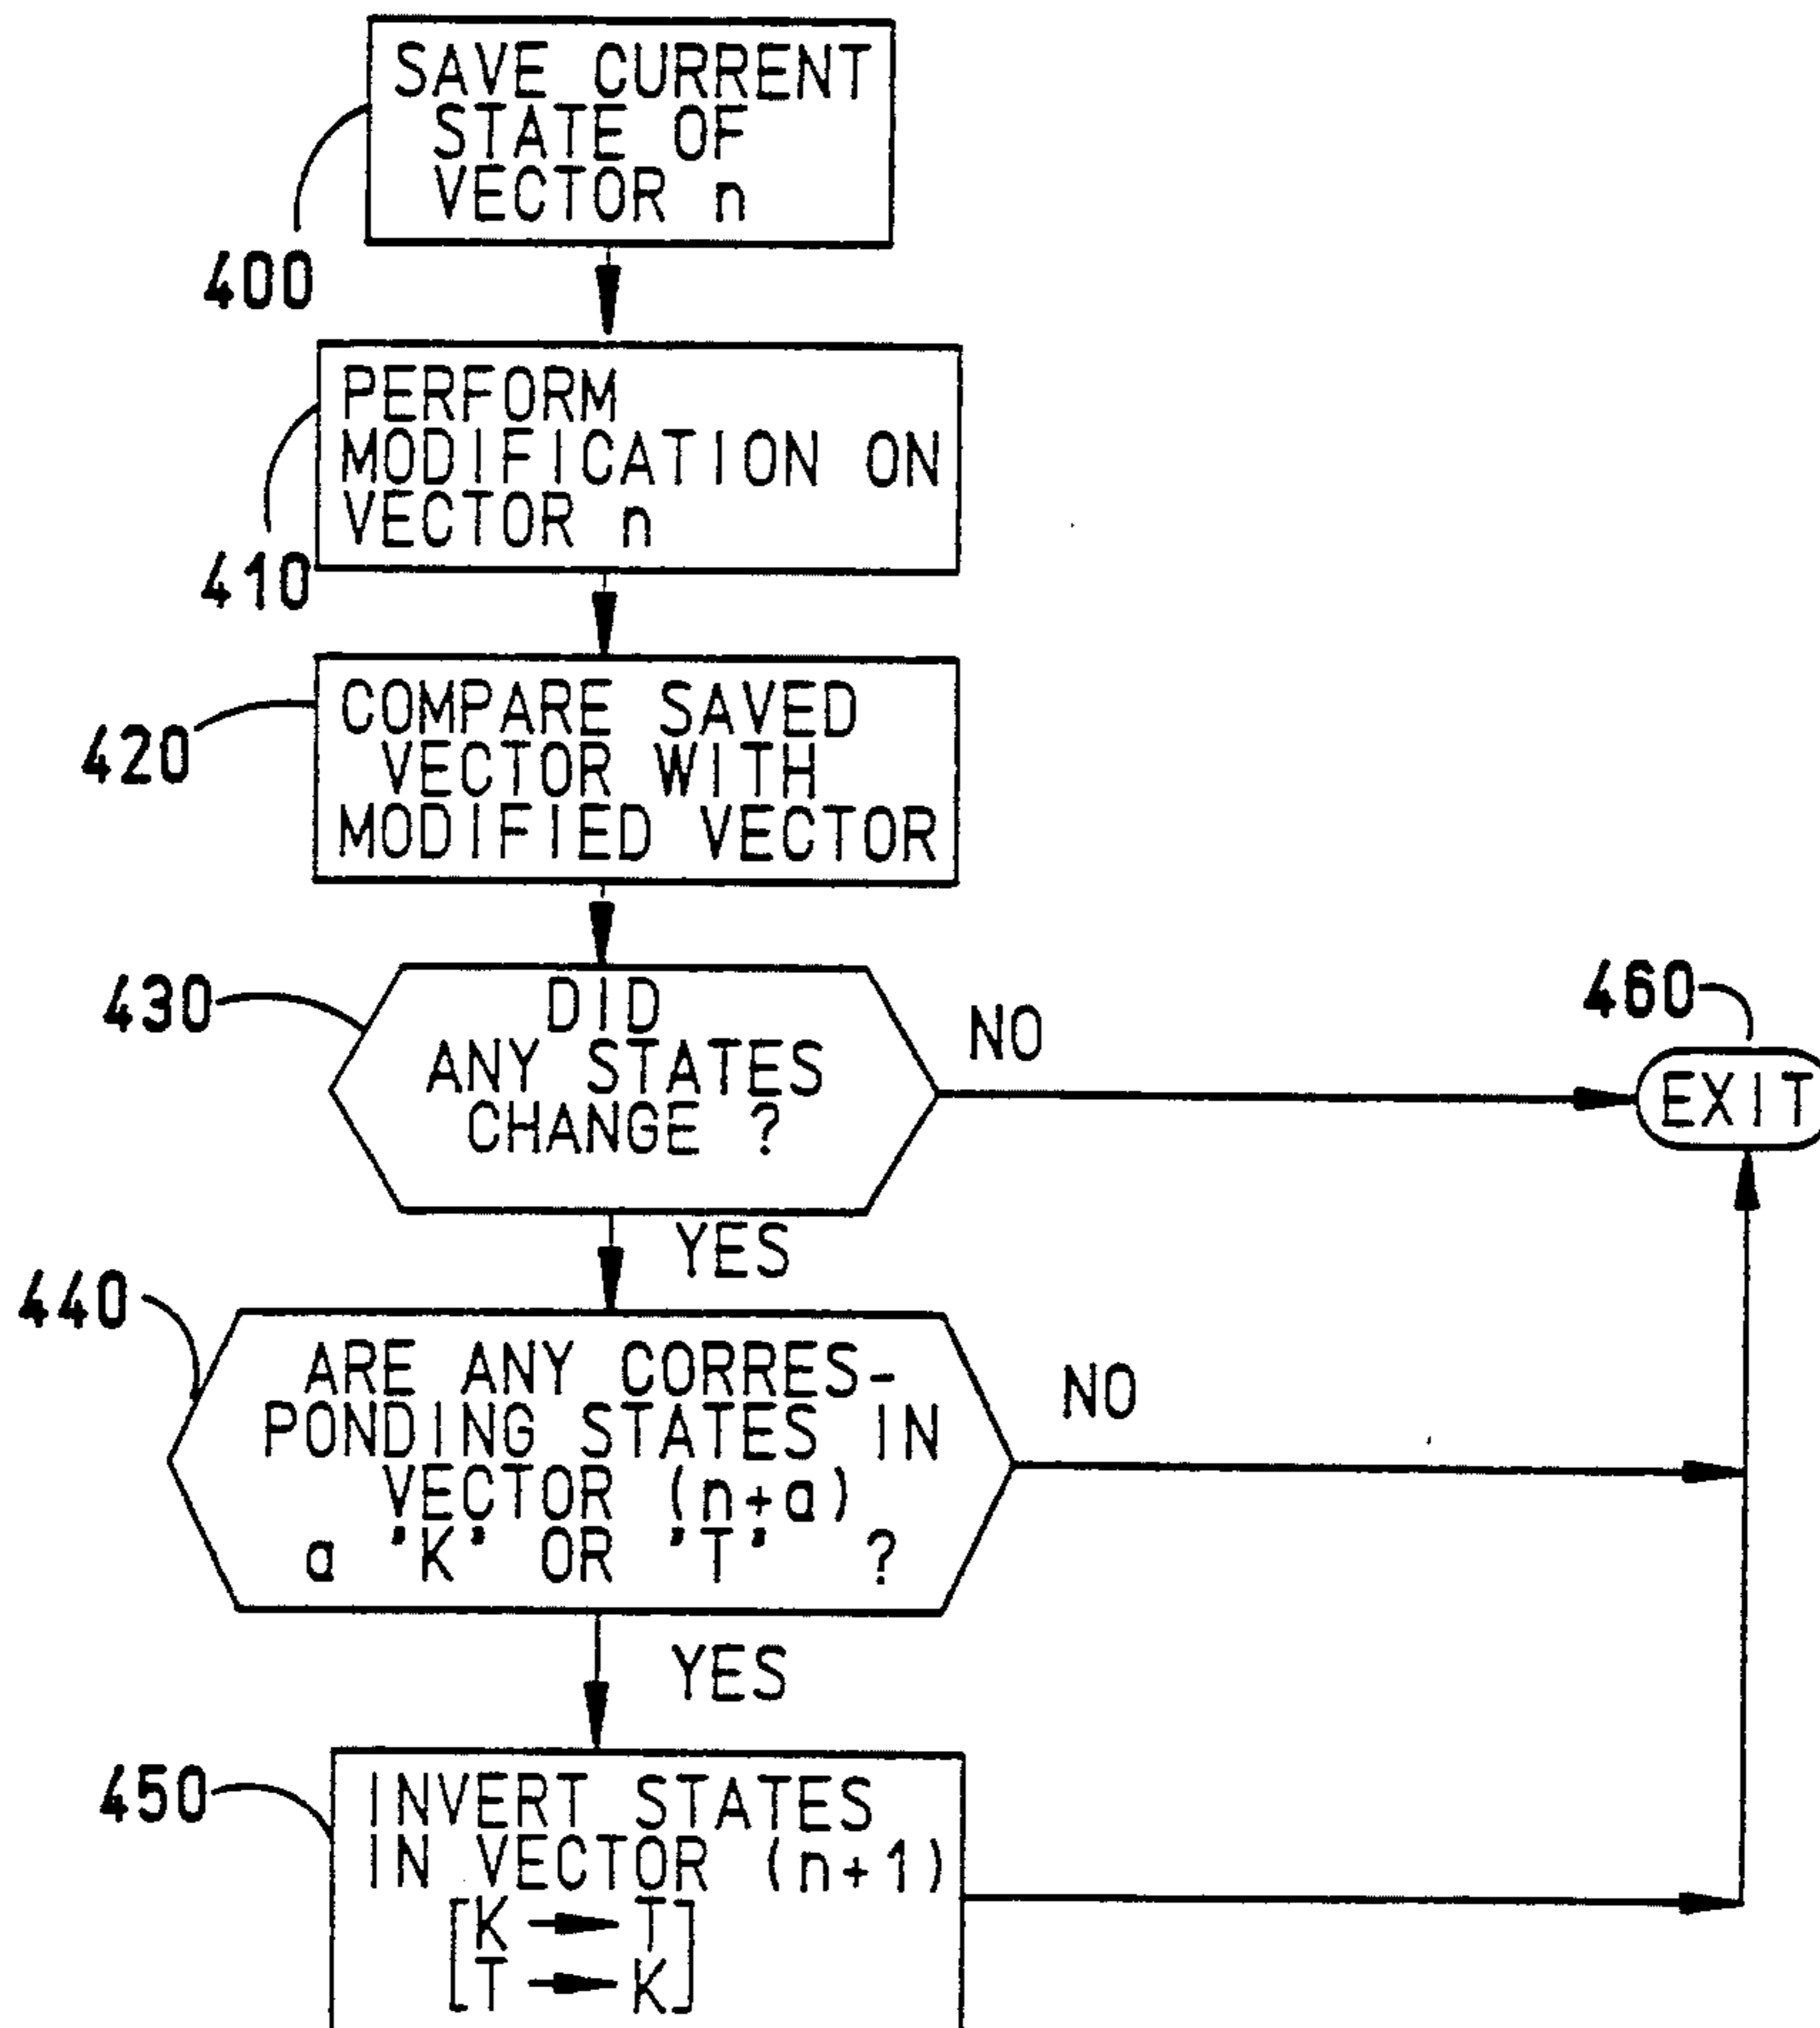 SAVE CURRENT
STATE OF
VECTOR n
400
PERFORM
MODIFICATION ON
VECTOR n
410
COMPARE SAVED
VECTOR WITH
MODIFIED VECTOR
420
430
DID
ANY STATES
CHANGE ?
NO
460
EXIT
YES
440
ARE ANY CORRES-
PONDING STATES IN
VECTOR (n+a)
a 'K' OR 'T' ?
NO
YES
450
INVERT STATES
IN VECTOR (n+1)
[K → T]
[T → K]